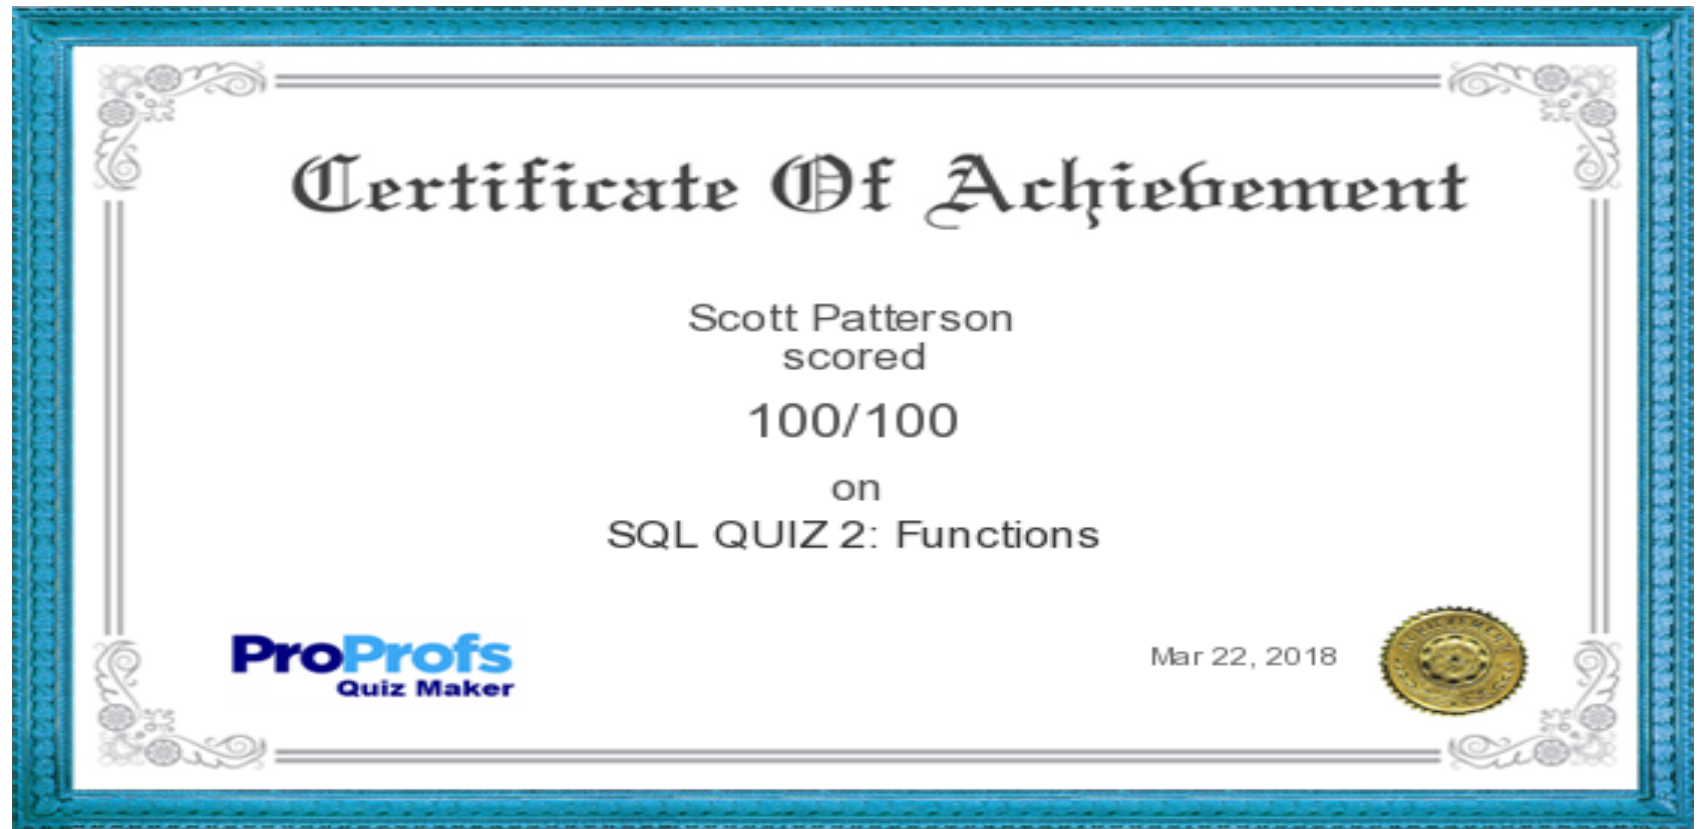 Certificate Of Achievement
Scott Patterson
scored
100/100
on
SQL QUIZ 2: Functions
ProProfs
Quiz Maker
Mar 22, 2018
ACHIEVEMENT